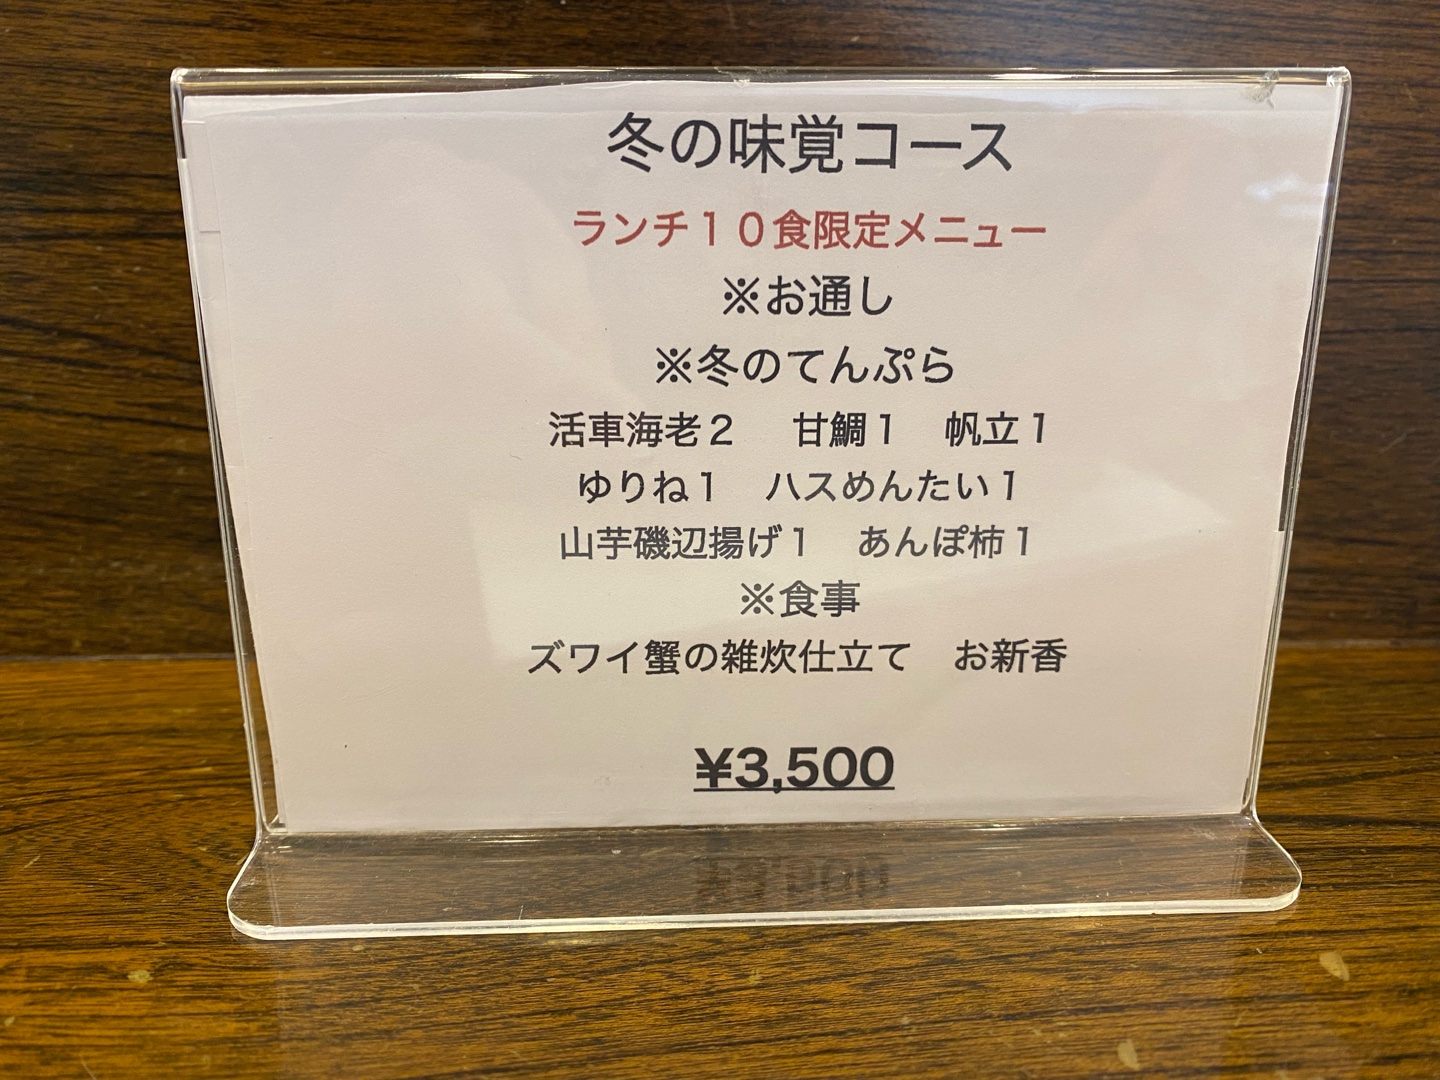 冬の味覚コース
ランチ１０食限定メニュー
※お通し
※冬のてんぷら
活車海老２　甘鯛１　帆立１
ゆりね１　ハスめんたい１
山芋磯辺揚げ１　あんぽ柿１
※食事
ズワイ蟹の雑炊仕立て　お新香
¥3,500